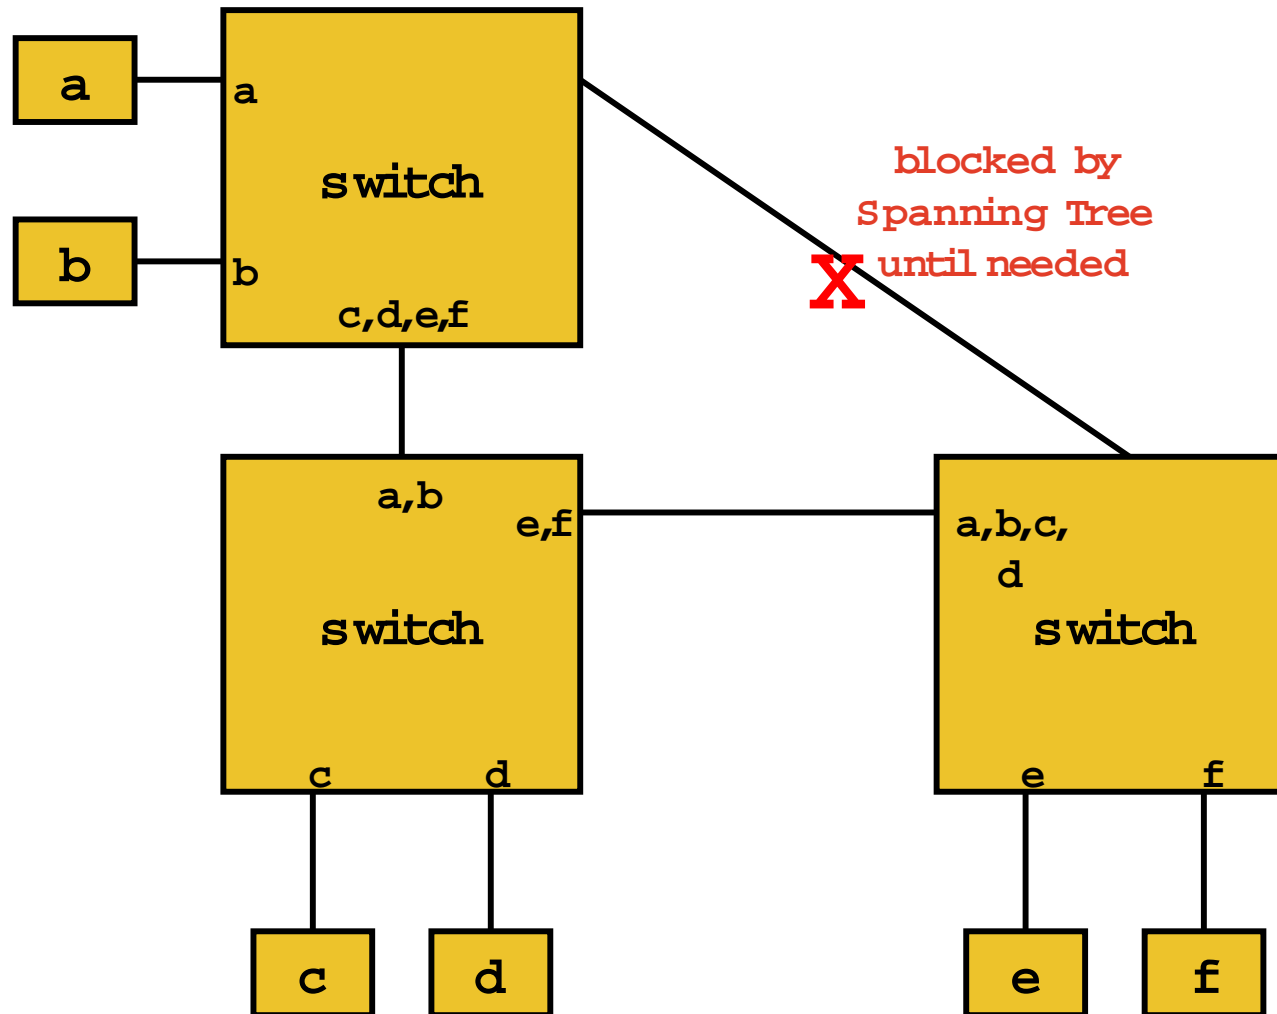 a
a
switch
blocked by
Spanning Tree
until needed
X
b
b
c,d,e,f
a,b
e,f
a,b,c,
d
switch
switch
c
d
e
f
c
d
e
f